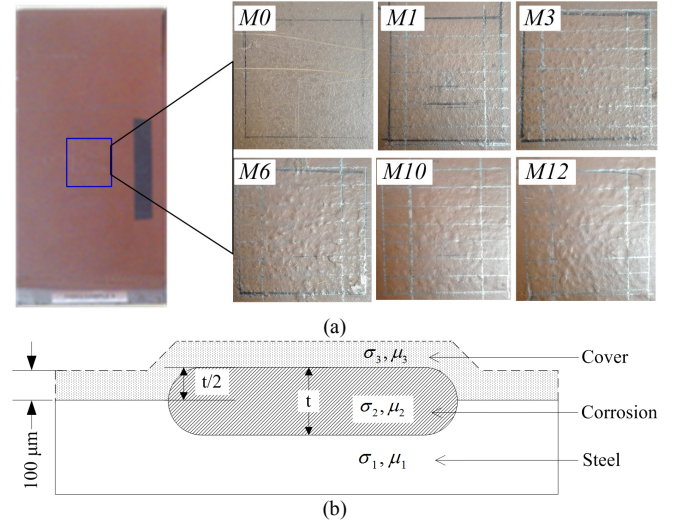 M0
M1
M3
M6
M10
M12
(a)
σ3, μ3
Cover
t/2
t
σ2, μ2
Corrosion
100 μm
σ1, μ1
Steel
(b)